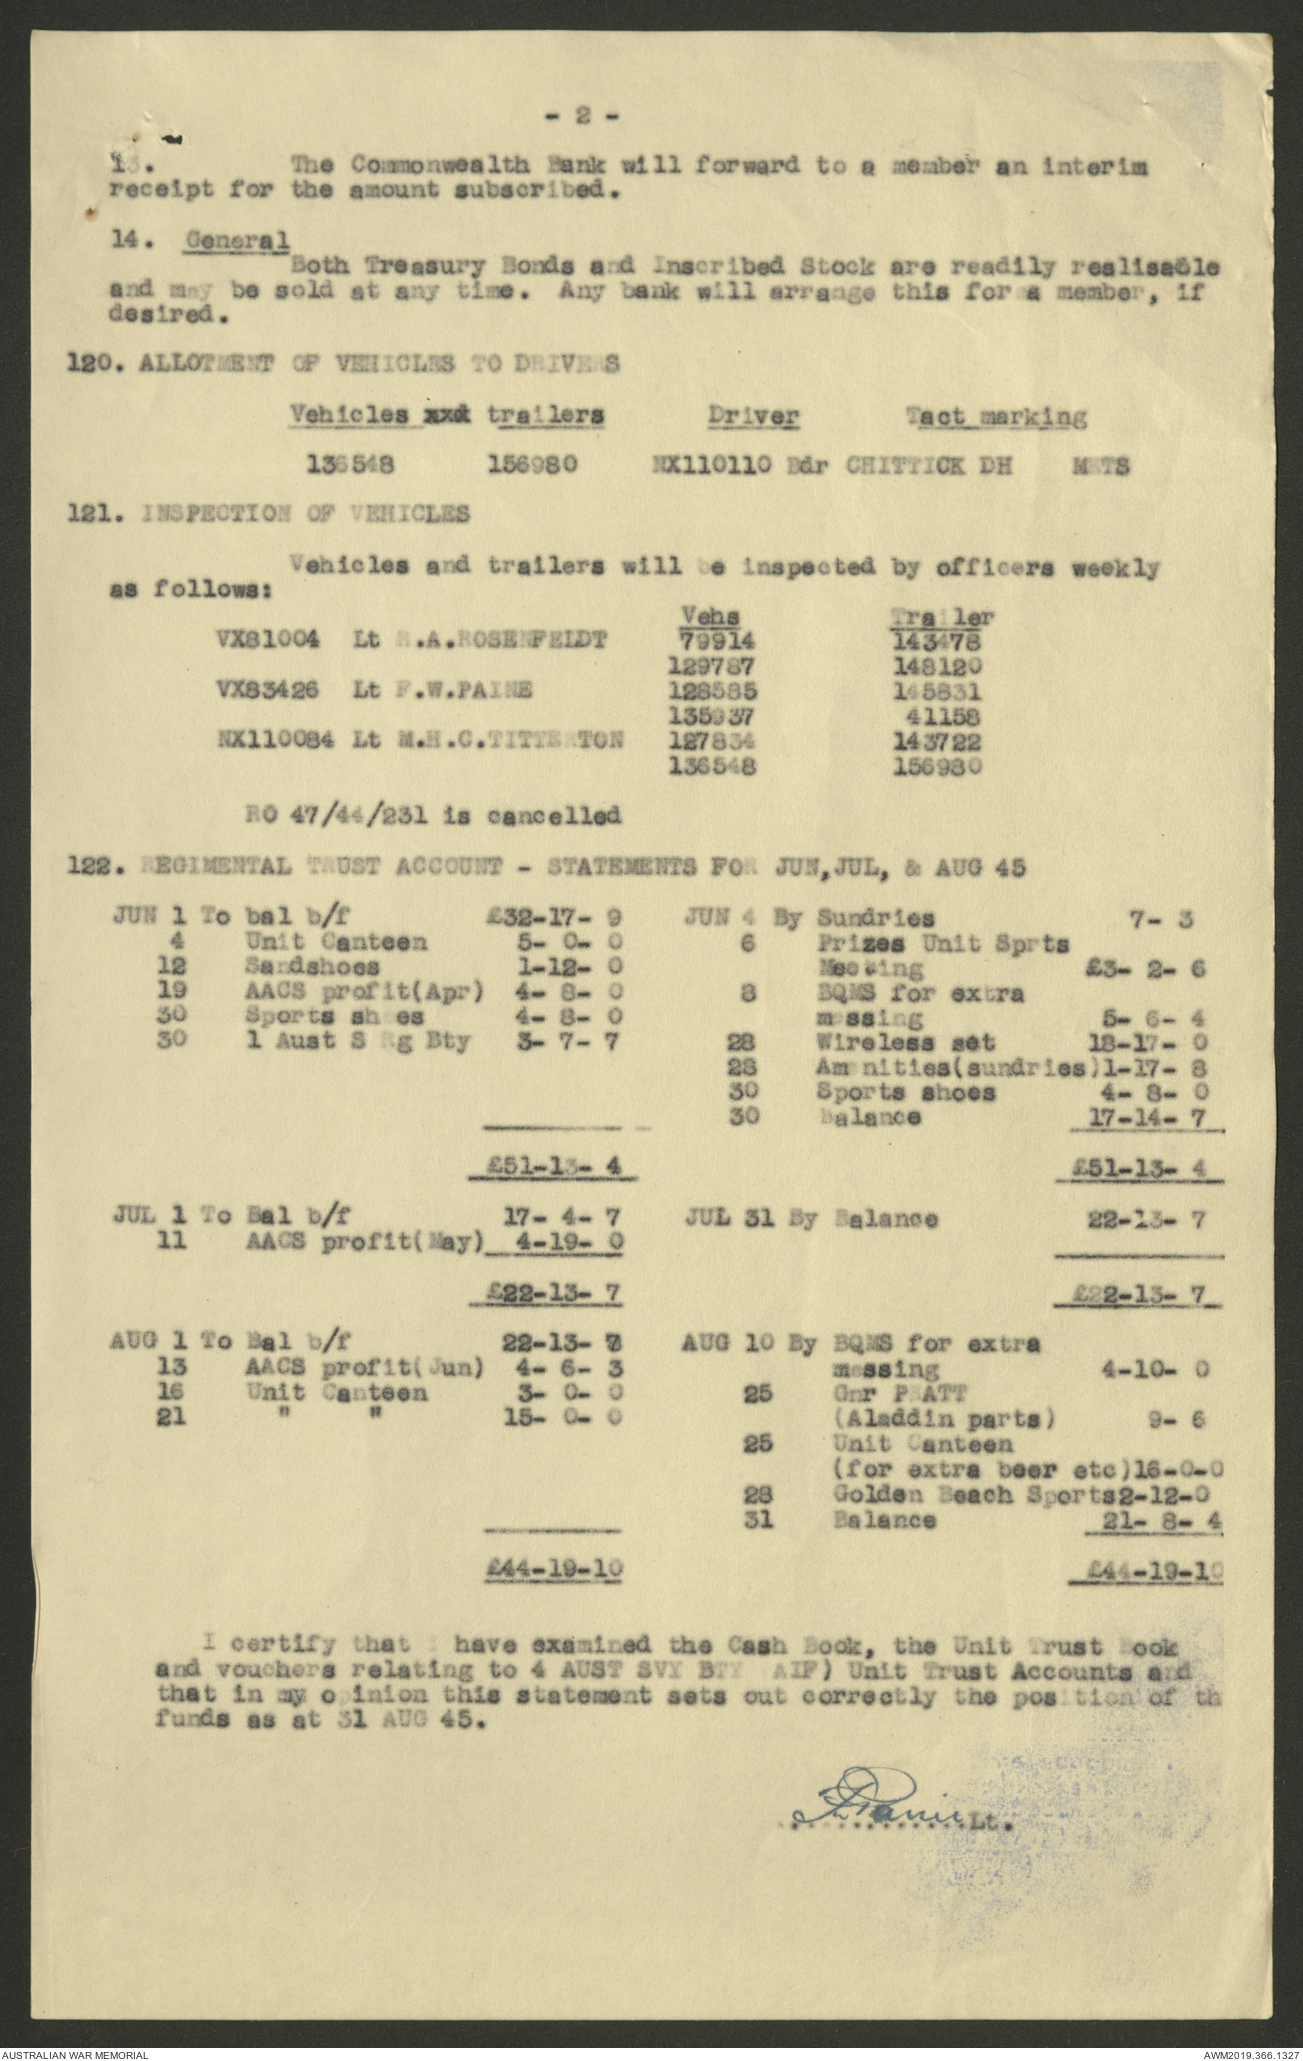 - 2 -
13. The Commonwealth Bank will forward to a member an interim
receipt for the amount subscribed.
14. General
Both Treasury Bonds and Inscribed Stock are readily realisable
and may be sold at any time. Any bank will arrange this for a member, if
desired.
120. ALLOTMENT OF VEHICLES TO DRIVERS
Vehicles xxd trailers Driver Tact marking
136548 156980 NX110110 Bdr CHITTICK DH METS
121. INSPECTION OF VEHICLES
Vehicles and trailers will be inspected by officers weekly
as follows:
Vehs Trailer
VX81004 Lt R.A.ROSENFELDT 79914 143478
129787 148120
VX83426 Lt F.W.PAINE 128585 145831
135937 41158
NX110084 Lt M.H.C.TITTERTON 127834 143722
136548 156980
RO 47/44/231 is cancelled
122. REGIMENTAL TRUST ACCOUNT - STATEMENTS FOR JUN,JUL, & AUG 45
JUN 1 To bal b/f £32-17- 9 JUN 4 By Sundries 7- 3
4 Unit Canteen 5- 0- 0 6 Prizes Unit Sprts
12 Sandshoes 1-12- 0 Meeting £3- 2- 6
19 AACS profit(Apr) 4- 8- 0 8 BQMS for extra
30 Sports shoes 4- 8- 0 messing 5- 6- 4
30 1 Aust S Rg Bty 3- 7- 7 28 Wireless set 18-17- 0
28 Amenities(sundries)1-17- 8
30 Sports shoes 4- 8- 0
30 balance 17-14- 7
£51-13- 4 £51-13- 4
JUL 1 To Bal b/f 17- 4- 7 JUL 31 By Balance 22-13- 7
11 AACS profit(May) 4-19- 0
£22-13- 7 £22-13- 7
AUG 1 To Bal b/f 22-13- 7 AUG 10 By BQMS for extra
13 AACS profit(Jun) 4- 6- 3 messing 4-10- 0
16 Unit Canteen 3- 0- 0 25 Gnr PRATT
21 " " 15- 0- 0 (Aladdin parts) 9- 6
25 Unit Canteen
(for extra beer etc)16-0-0
28 Golden Beach Sports2-12-0
31 Balance 21- 8- 4
£44-19-10 £44-19-10
I certify that I have examined the Cash Book, the Unit Trust Book
and vouchers relating to 4 AUST SVY BTY (AIF) Unit Trust Accounts and
that in my opinion this statement sets out correctly the position of th
funds as at 31 AUG 45.
FW Paine Lt.
AUSTRALIAN WAR MEMORIAL AWM2019.366.1327